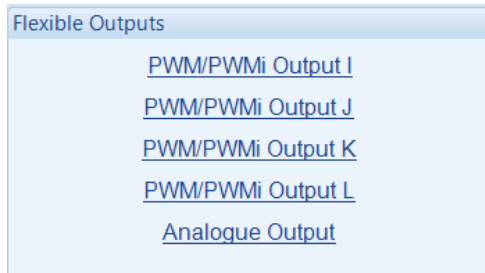 Flexible Outputs
PWM/PWMi Output I
PWM/PWMi Output J
PWM/PWMi Output K
PWM/PWMi Output L
Analogue Output